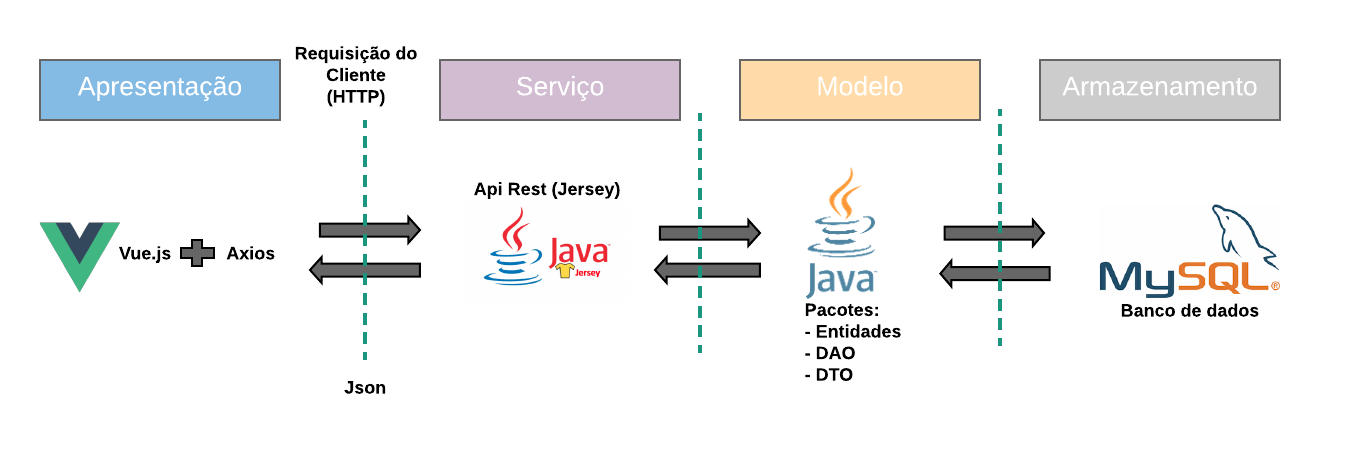 Apresentação
Requisição do
Cliente
(HTTP)
Serviço
Modelo
Armazenamento
Api Rest (Jersey)
Vue.js
Axios
Java
Jersey
Java
Pacotes:
- Entidades
- DAO
- DTO
MySQL®
Banco de dados
Json